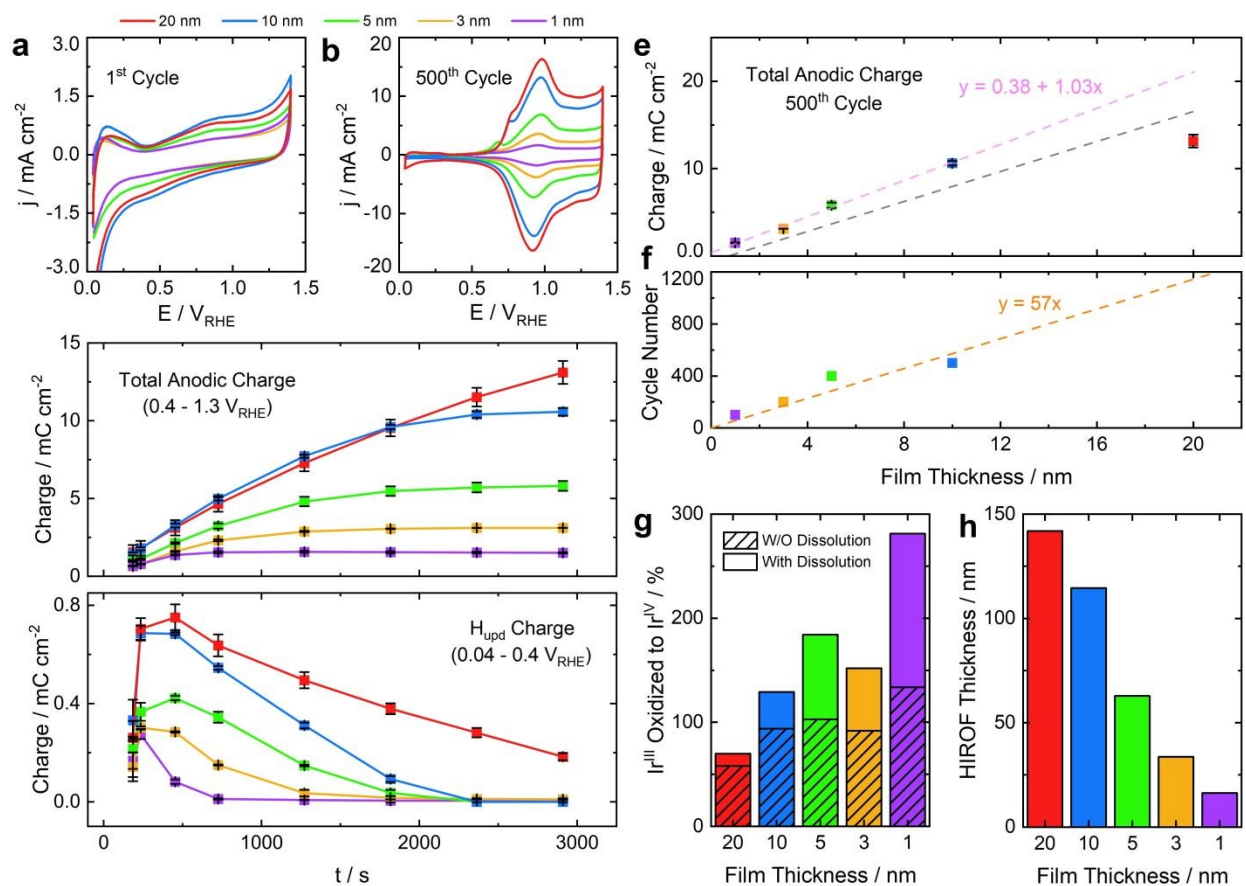 20 nm 10 nm 5 nm 3 nm 1 nm
a
3.0
1.5
0.0
-1.5
-3.0
j / mA cm-2
1st Cycle
0.0 0.5 1.0 1.5
E / VRHE
b
20
10
0
-10
-20
j / mA cm-2
500th Cycle
0.0 0.5 1.0 1.5
E / VRHE
15
10
5
0
Charge / mC cm-2
Total Anodic Charge
(0.4 - 1.3 VRHE)
0.8
0.4
0.0
Charge / mC cm-2
Hupd Charge
(0.04 - 0.4 VRHE)
0 1000 2000 3000
t / s
e
20
10
0.0
Charge / mC cm-2
Total Anodic Charge
500th Cycle
y = 0.38 + 1.03x
f
1200
800
400
0
Cycle Number
y = 57x
0 4 8 12 16 20
Film Thickness / nm
g
300
200
100
0
IrIII Oxidized to IrIV / %
W/O Dissolution
With Dissolution
20 10 5 3 1
Film Thickness / nm
h
150
100
50
0
HIROF Thickness / nm
20 10 5 3 1
Film Thickness / nm